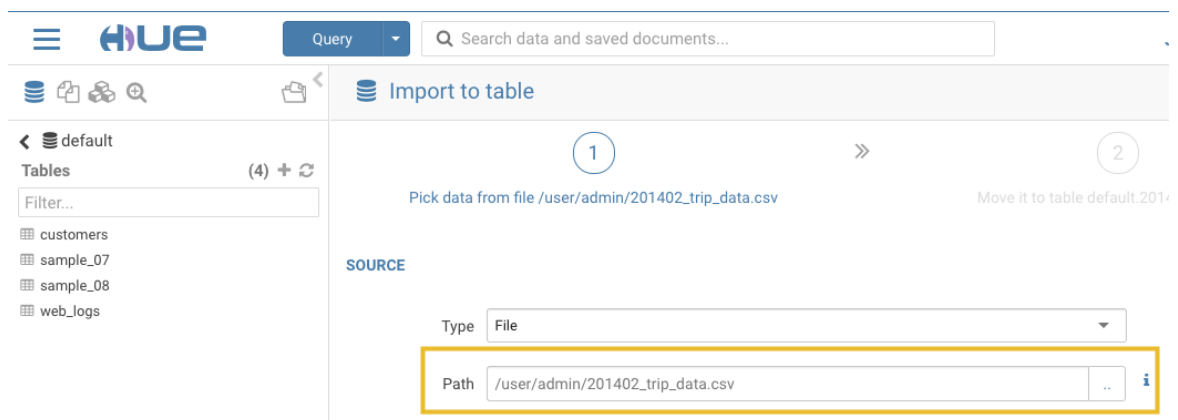 HUE
Query
Search data and saved documents...
Import to table
default
Tables (4)
Filter...
customers
sample_07
sample_08
web_logs
1
2
Pick data from file /user/admin/201402_trip_data.csv
Move it to table default.2014
SOURCE
Type File
Path /user/admin/201402_trip_data.csv ..